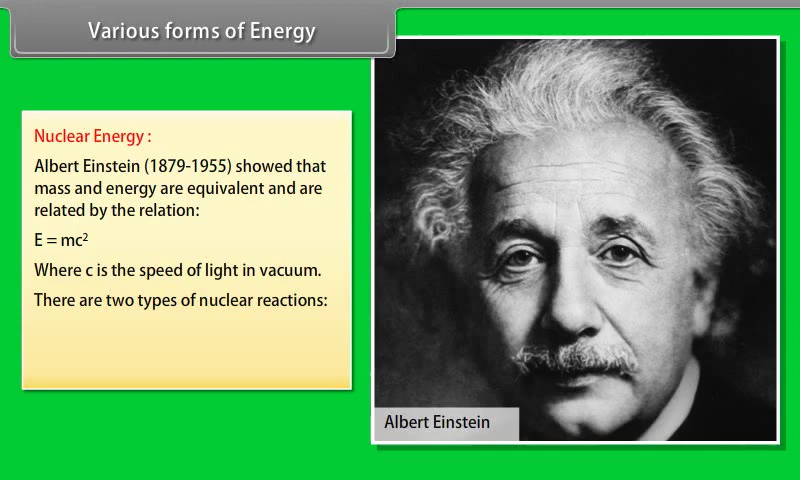 Various forms of Energy
Nuclear Energy :
Albert Einstein (1879-1955) showed that
mass and energy are equivalent and are
related by the relation:
E = mc²
Where c is the speed of light in vacuum.
There are two types of nuclear reactions:
Albert Einstein